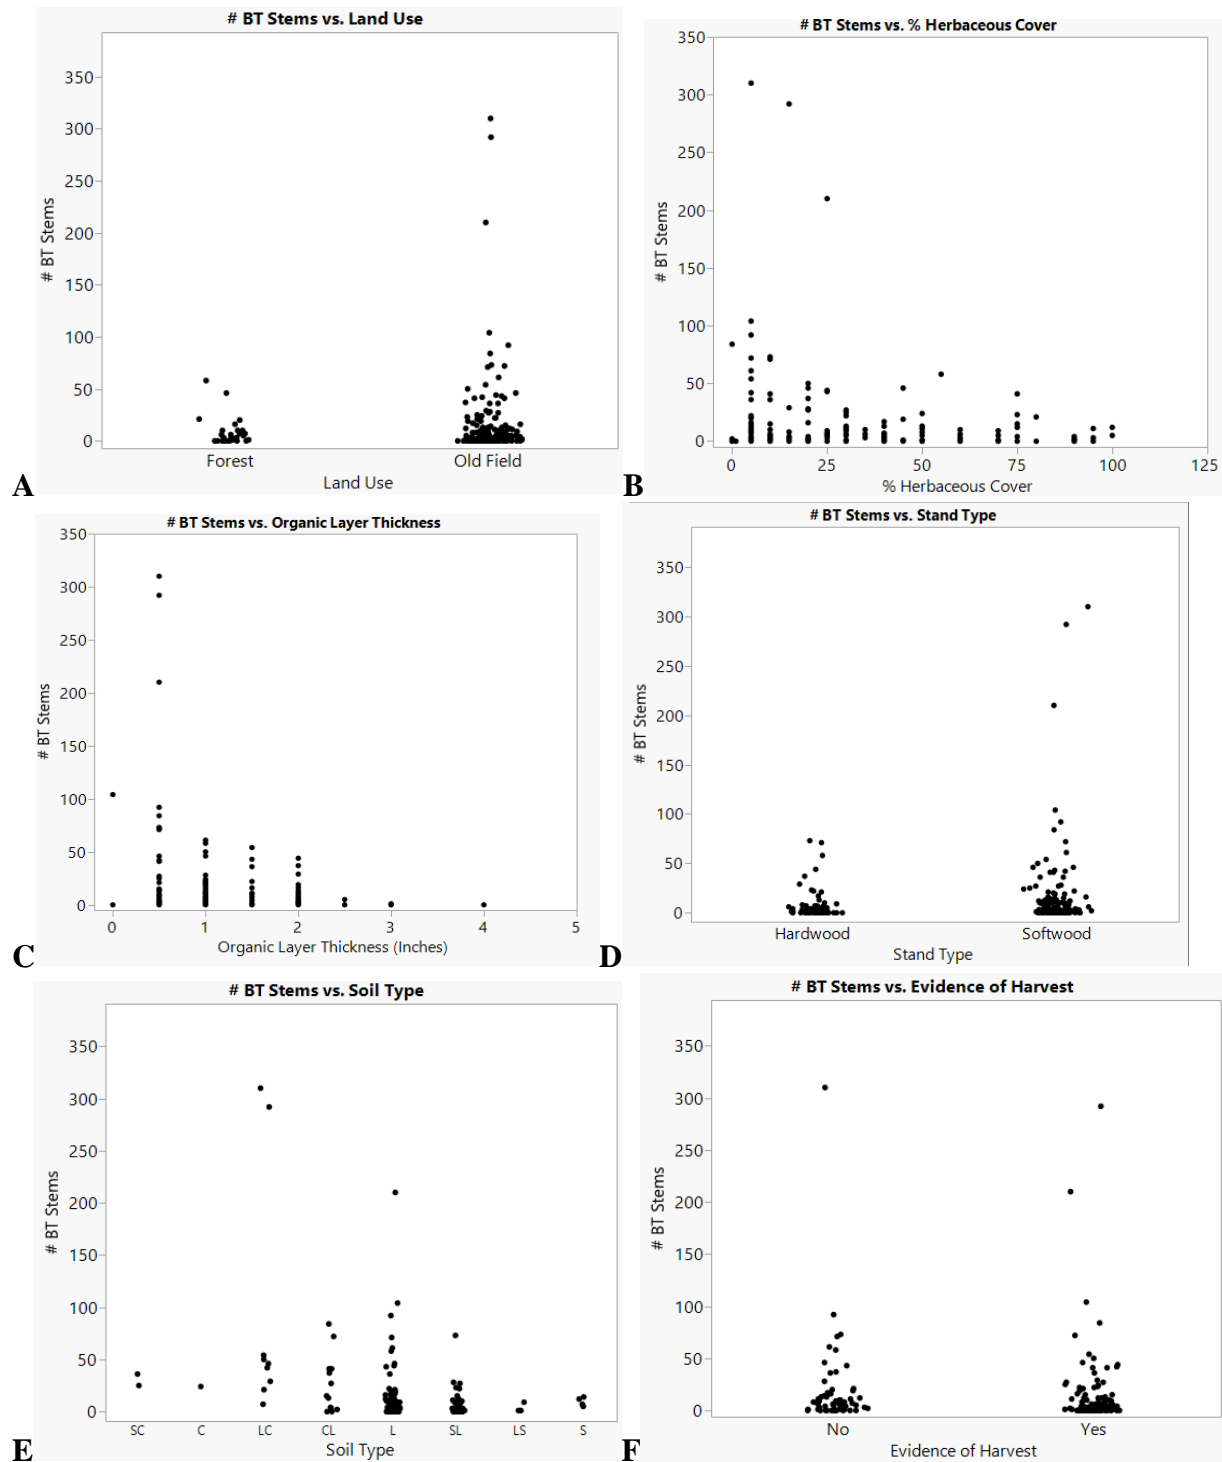 # BT Stems vs. Land Use
350
300
250
200
150
100
50
0
# BT Stems
Forest Old Field
Land Use
A
# BT Stems vs. % Herbaceous Cover
350
300
250
200
150
100
50
0
# BT Stems
0 25 50 75 100 125
% Herbaceous Cover
B
# BT Stems vs. Organic Layer Thickness
350
300
250
200
150
100
50
0
# BT Stems
0 1 2 3 4 5
Organic Layer Thickness (Inches)
C
# BT Stems vs. Stand Type
350
300
250
200
150
100
50
0
# BT Stems
Hardwood Softwood
Stand Type
D
# BT Stems vs. Soil Type
350
300
250
200
150
100
50
0
# BT Stems
SC C LC CL L SL LS S
Soil Type
E
# BT Stems vs. Evidence of Harvest
350
300
250
200
150
100
50
0
# BT Stems
No Yes
Evidence of Harvest
F